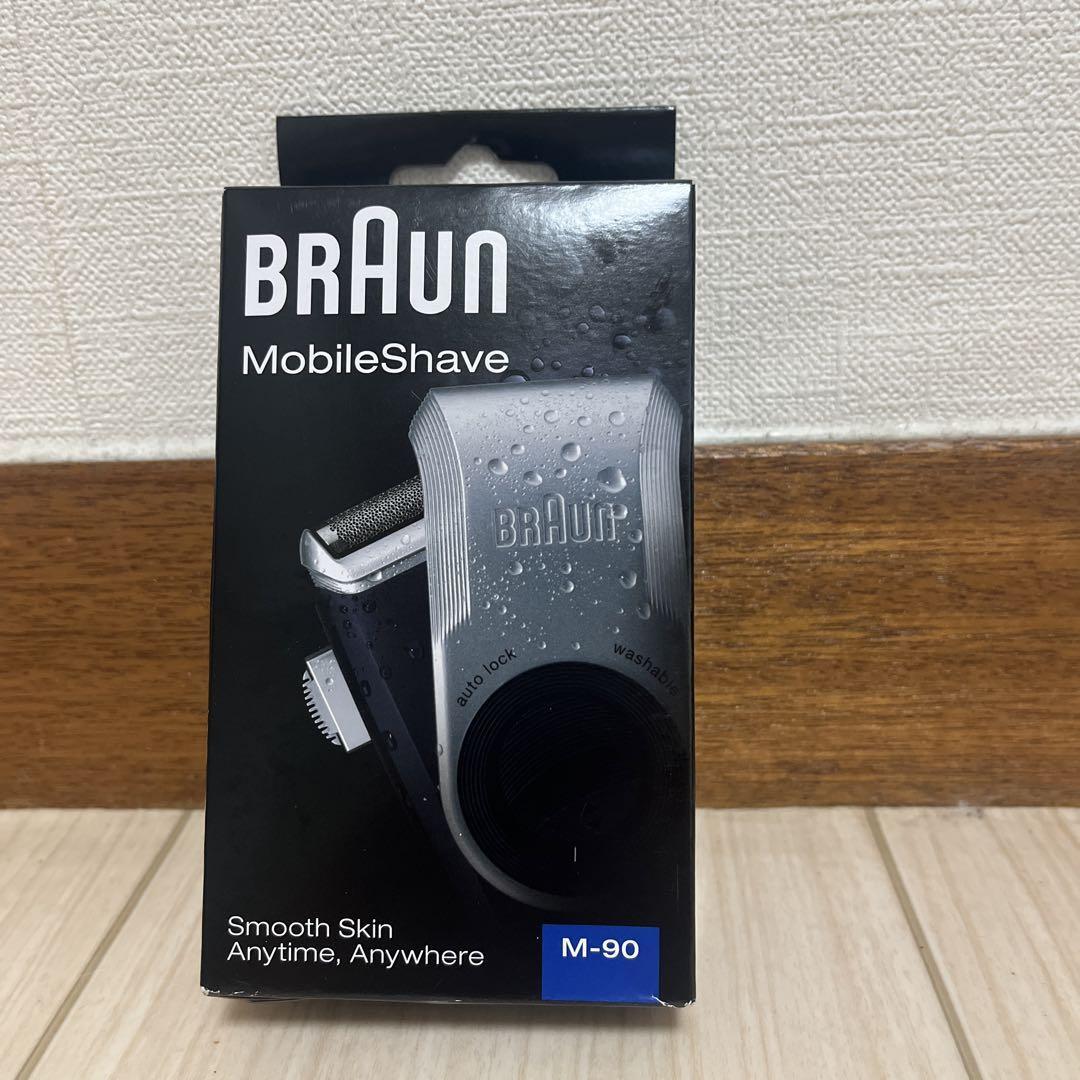 BRAUN
MobileShave
BRAUN
auto lock
washable
Smooth Skin
Anytime, Anywhere
M-90